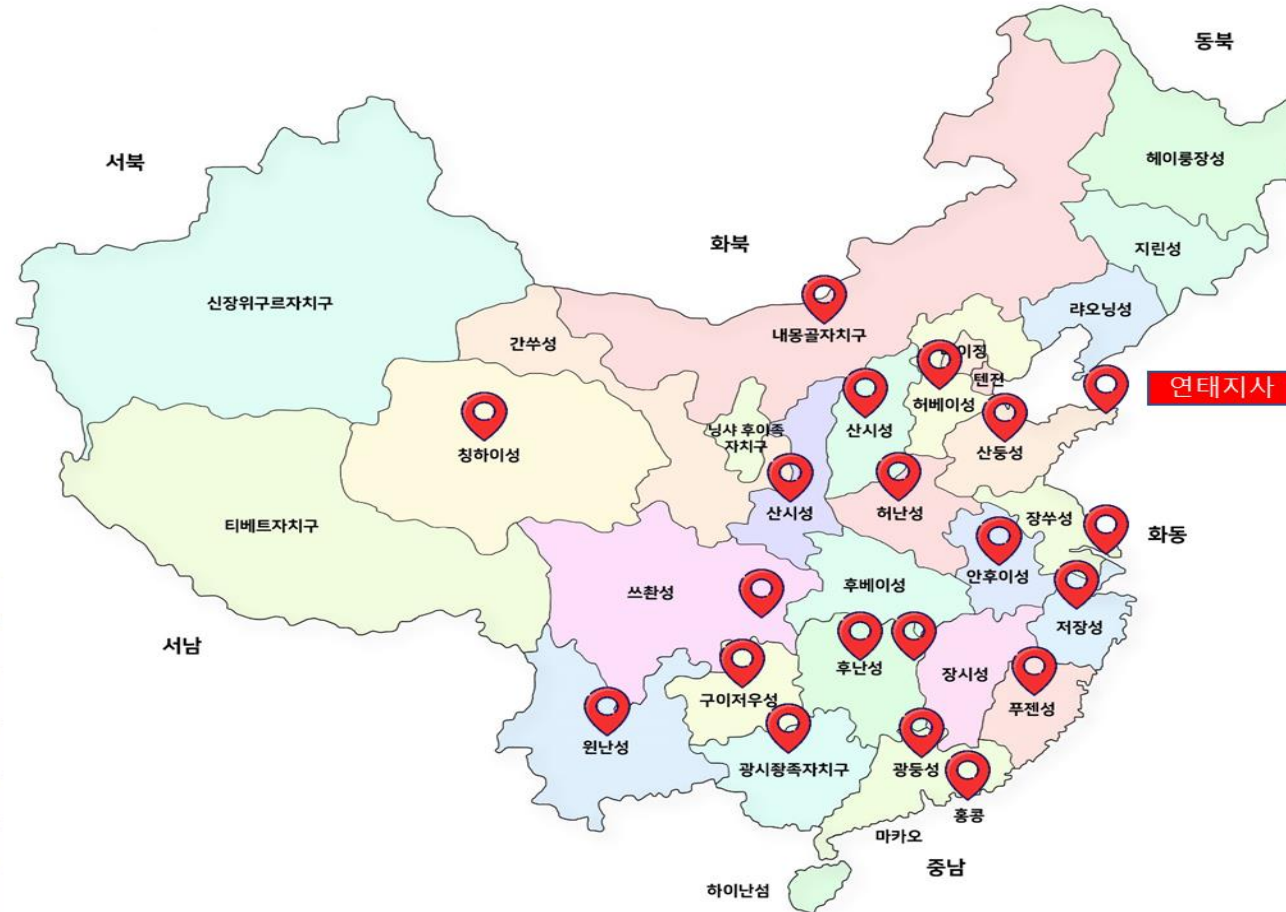 동북
서북
헤이룽장성
화북
지린성
신장위구르자치구
랴오닝성
내몽골자치구
간쑤성
이징
텐진
연태지사
허베이성
닝샤 후이족
자치구
산시성
칭하이성
산둥성
산시성
허난성
장쑤성
티베트자치구
화동
안후이성
쓰촨성
후베이성
저장성
서남
후난성
장시성
구이저우성
푸젠성
윈난성
광시좡족자치구
광둥성
홍콩
마카오
중남
하이난섬